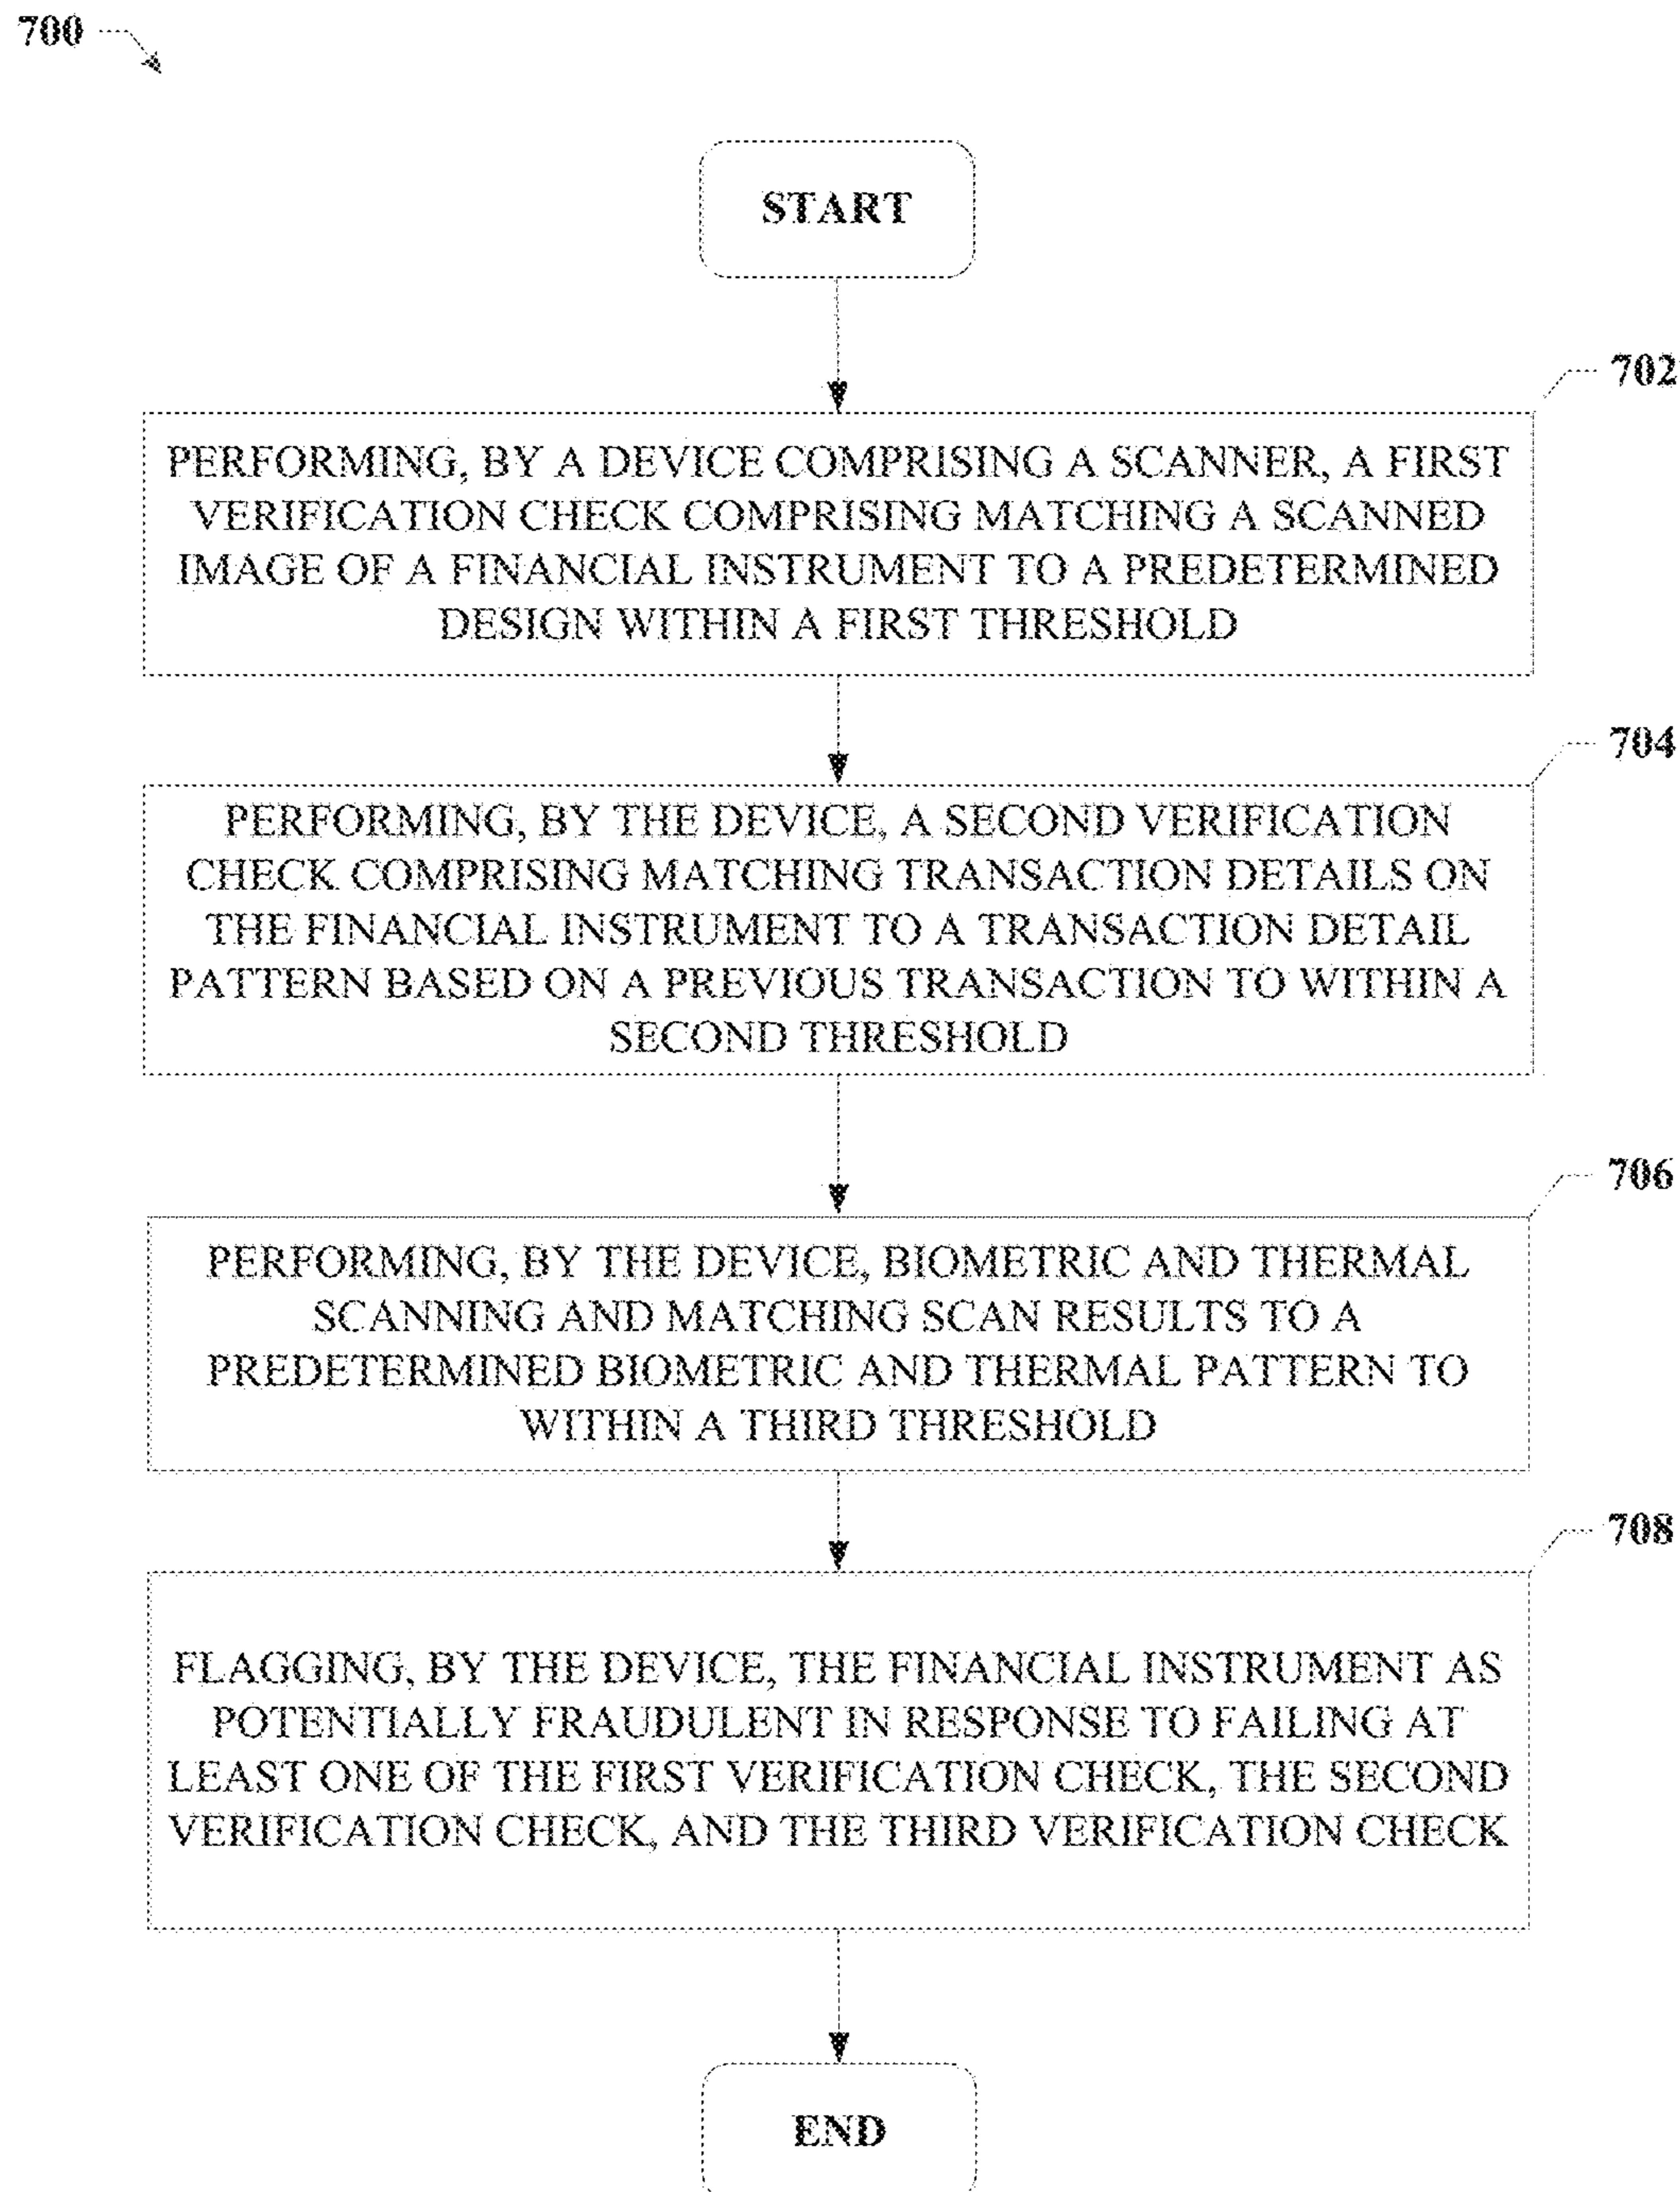 700
START
702
PERFORMING, BY A DEVICE COMPRISING A SCANNER, A FIRST
VERIFICATION CHECK COMPRISING MATCHING A SCANNED
IMAGE OF A FINANCIAL INSTRUMENT TO A PREDETERMINED
DESIGN WITHIN A FIRST THRESHOLD
704
PERFORMING, BY THE DEVICE, A SECOND VERIFICATION
CHECK COMPRISING MATCHING TRANSACTION DETAILS ON
THE FINANCIAL INSTRUMENT TO A TRANSACTION DETAIL
PATTERN BASED ON A PREVIOUS TRANSACTION TO WITHIN A
SECOND THRESHOLD
706
PERFORMING, BY THE DEVICE, BIOMETRIC AND THERMAL
SCANNING AND MATCHING SCAN RESULTS TO A
PREDETERMINED BIOMETRIC AND THERMAL PATTERN TO
WITHIN A THIRD THRESHOLD
708
FLAGGING, BY THE DEVICE, THE FINANCIAL INSTRUMENT AS
POTENTIALLY FRAUDULENT IN RESPONSE TO FAILING AT
LEAST ONE OF THE FIRST VERIFICATION CHECK, THE SECOND
VERIFICATION CHECK, AND THE THIRD VERIFICATION CHECK
END